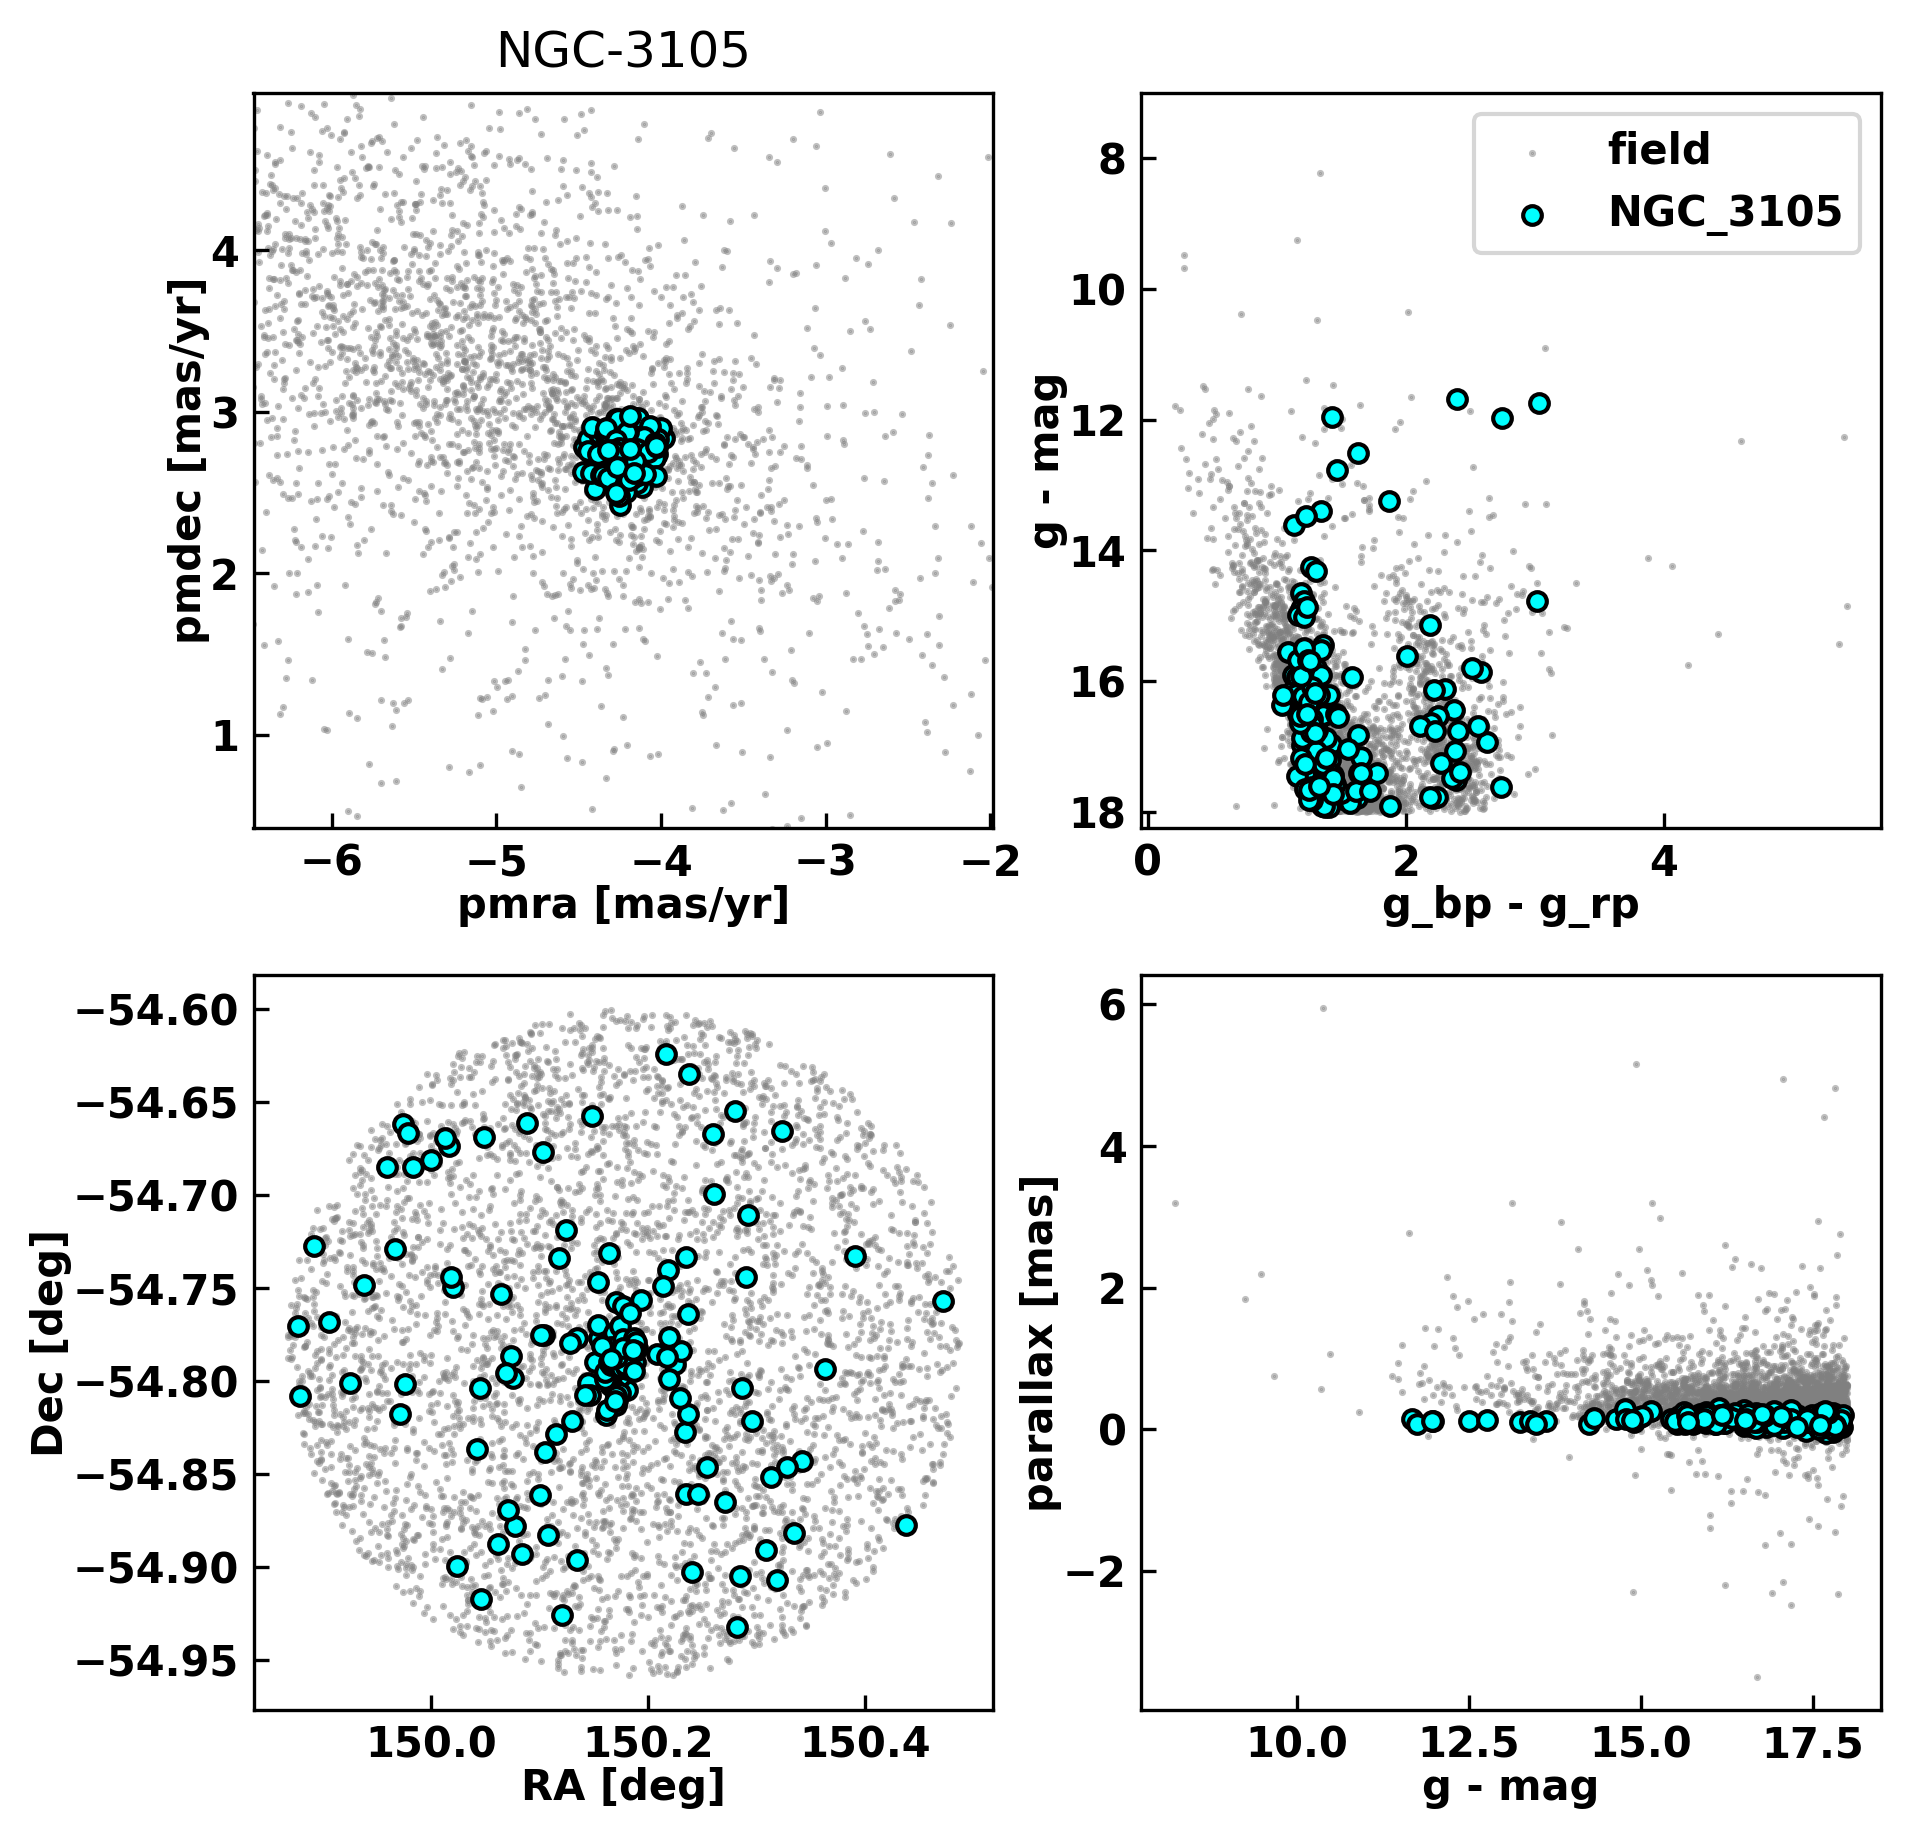 NGC-3105
4
3
2
1
pmdec [mas/yr]
−6 −5 −4 −3 −2
pmra [mas/yr]
field
NGC_3105
8
10
12
14
16
18
g - mag
0 2 4
g_bp - g_rp
−54.60
−54.65
−54.70
−54.75
−54.80
−54.85
−54.90
−54.95
Dec [deg]
150.0 150.2 150.4
RA [deg]
6
4
2
0
−2
parallax [mas]
10.0 12.5 15.0 17.5
g - mag